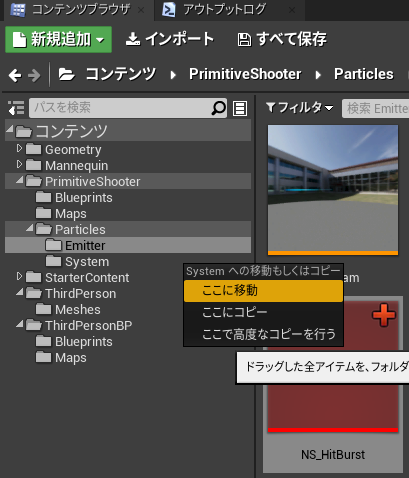 コンテンツブラウザ
アウトプットログ
新規追加
インポート
すべて保存
コンテンツ
PrimitiveShooter
Particles
パスを検索
フィルタ
検索 Emitte
コンテンツ
Geometry
Mannequin
PrimitiveShooter
Blueprints
Maps
Particles
Emitter
System
StarterContent
ThirdPerson
Meshes
ThirdPersonBP
Blueprints
Maps
System への移動もしくはコピー
ここに移動
ここにコピー
ここで高度なコピーを行う
am
ドラッグした全アイテムを、フォルダ
NS_HitBurst